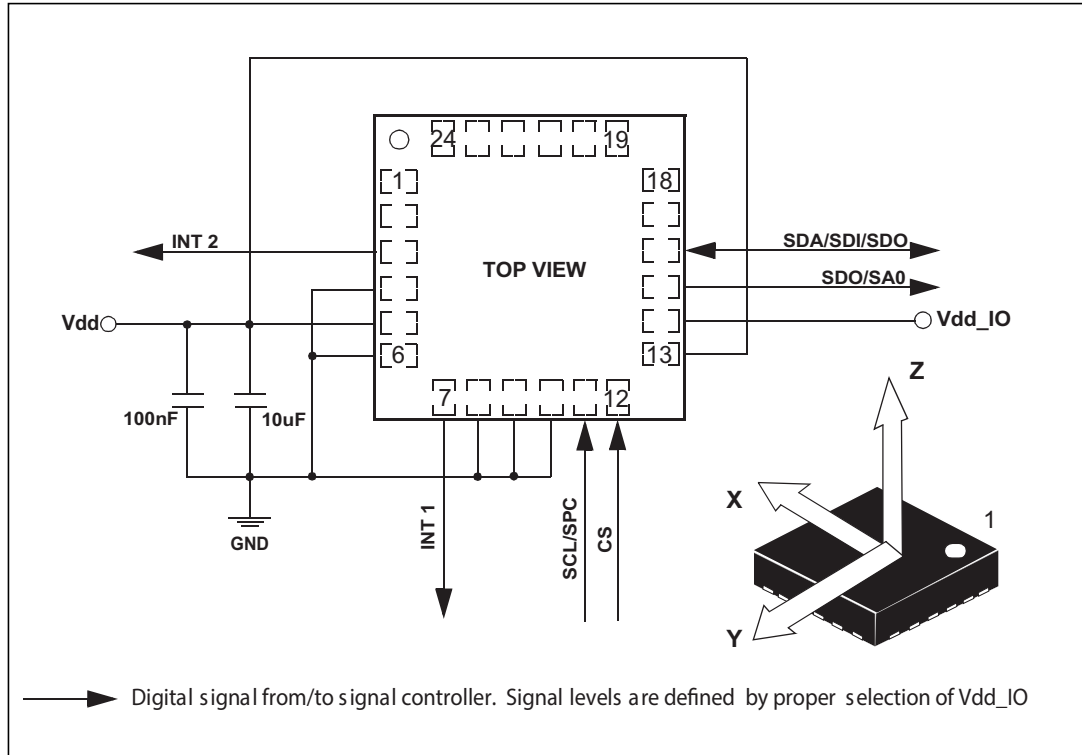 24
19
1
18
INT 2
SDA/SDI/SDO
TOP VIEW
SDO/SA0
Vdd
Vdd_IO
6
13
Z
7
12
100nF
10uF
X
1
INT 1
SCL/SPC
CS
GND
Y
Digital signal from/to signal controller. Signal levels are defined by proper selection of Vdd_IO